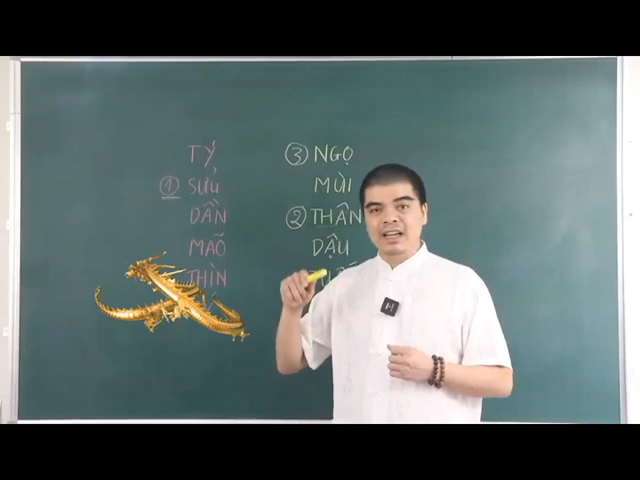 TÝ
① SỬU
DẦN
MÃO
THÌN
③ NGỌ
MÙI
② THÂN
DẬU